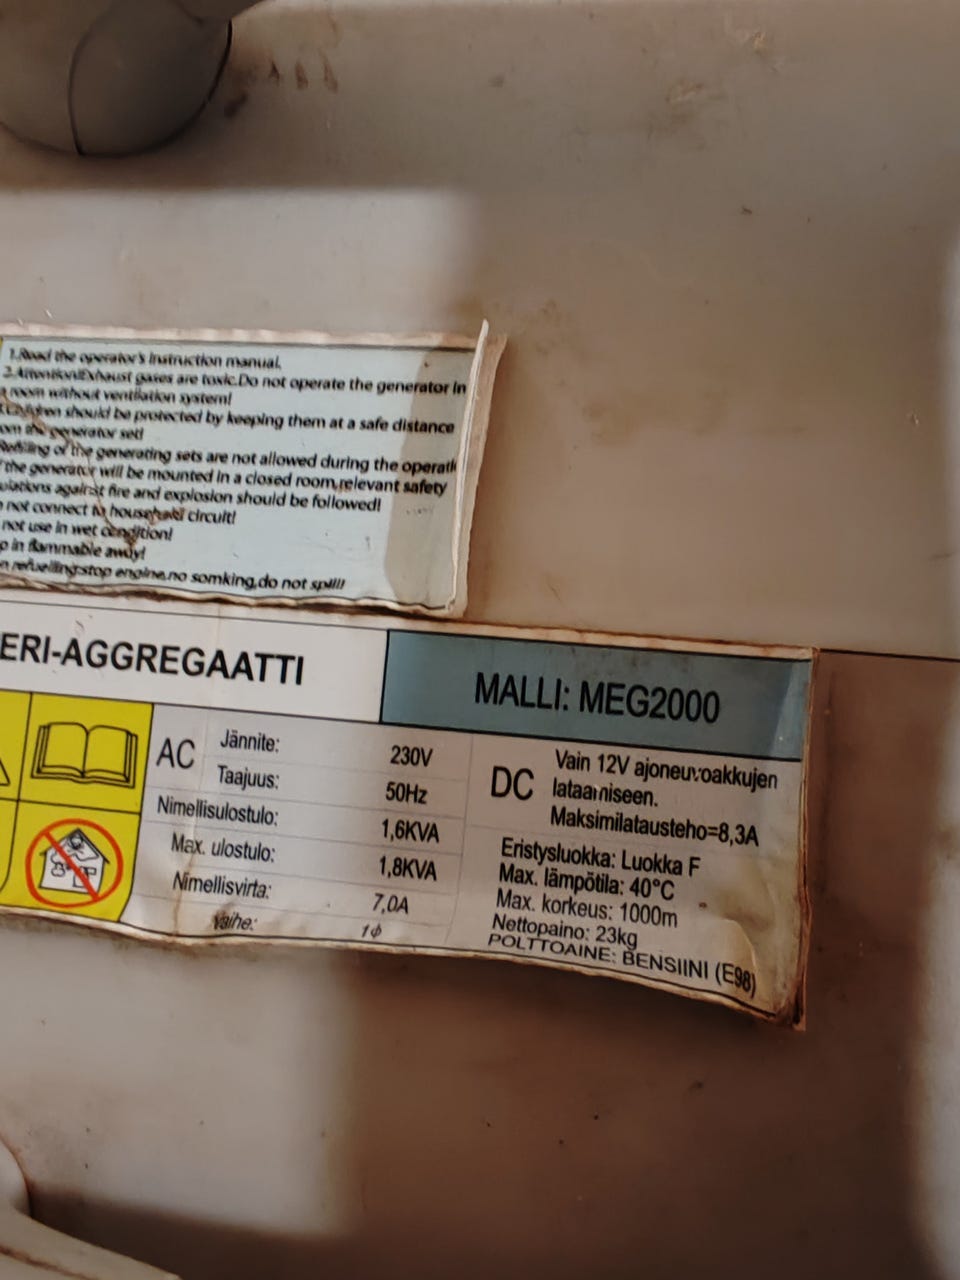 1.Read the operator's instruction manual.
2.Attention!Exhaust gases are toxic.Do not operate the generator in
a room without ventilation system!
Children should be protected by keeping them at a safe distance
om the generator set!
Refilling of the generating sets are not allowed during the operati
the generator will be mounted in a closed room,relevant safety
ulations against fire and explosion should be followed!
not connect to household circuit!
not use in wet condition!
p in flammable away!
n refuelling:stop engine,no somking,do not spill!
ERI-AGGREGAATTI
MALLI: MEG2000
AC
Jännite: 230V
Taajuus: 50Hz
Nimellisulostulo: 1,6KVA
Max. ulostulo: 1,8KVA
Nimellisvirta: 7,0A
Vaihe: 1ϕ
DC
Vain 12V ajoneuvoakkujen
lataamiseen.
Maksimilatausteho=8,3A
Eristysluokka: Luokka F
Max. lämpötila: 40°C
Max. korkeus: 1000m
Nettopaino: 23kg
POLTTOAINE: BENSIINI (E98)